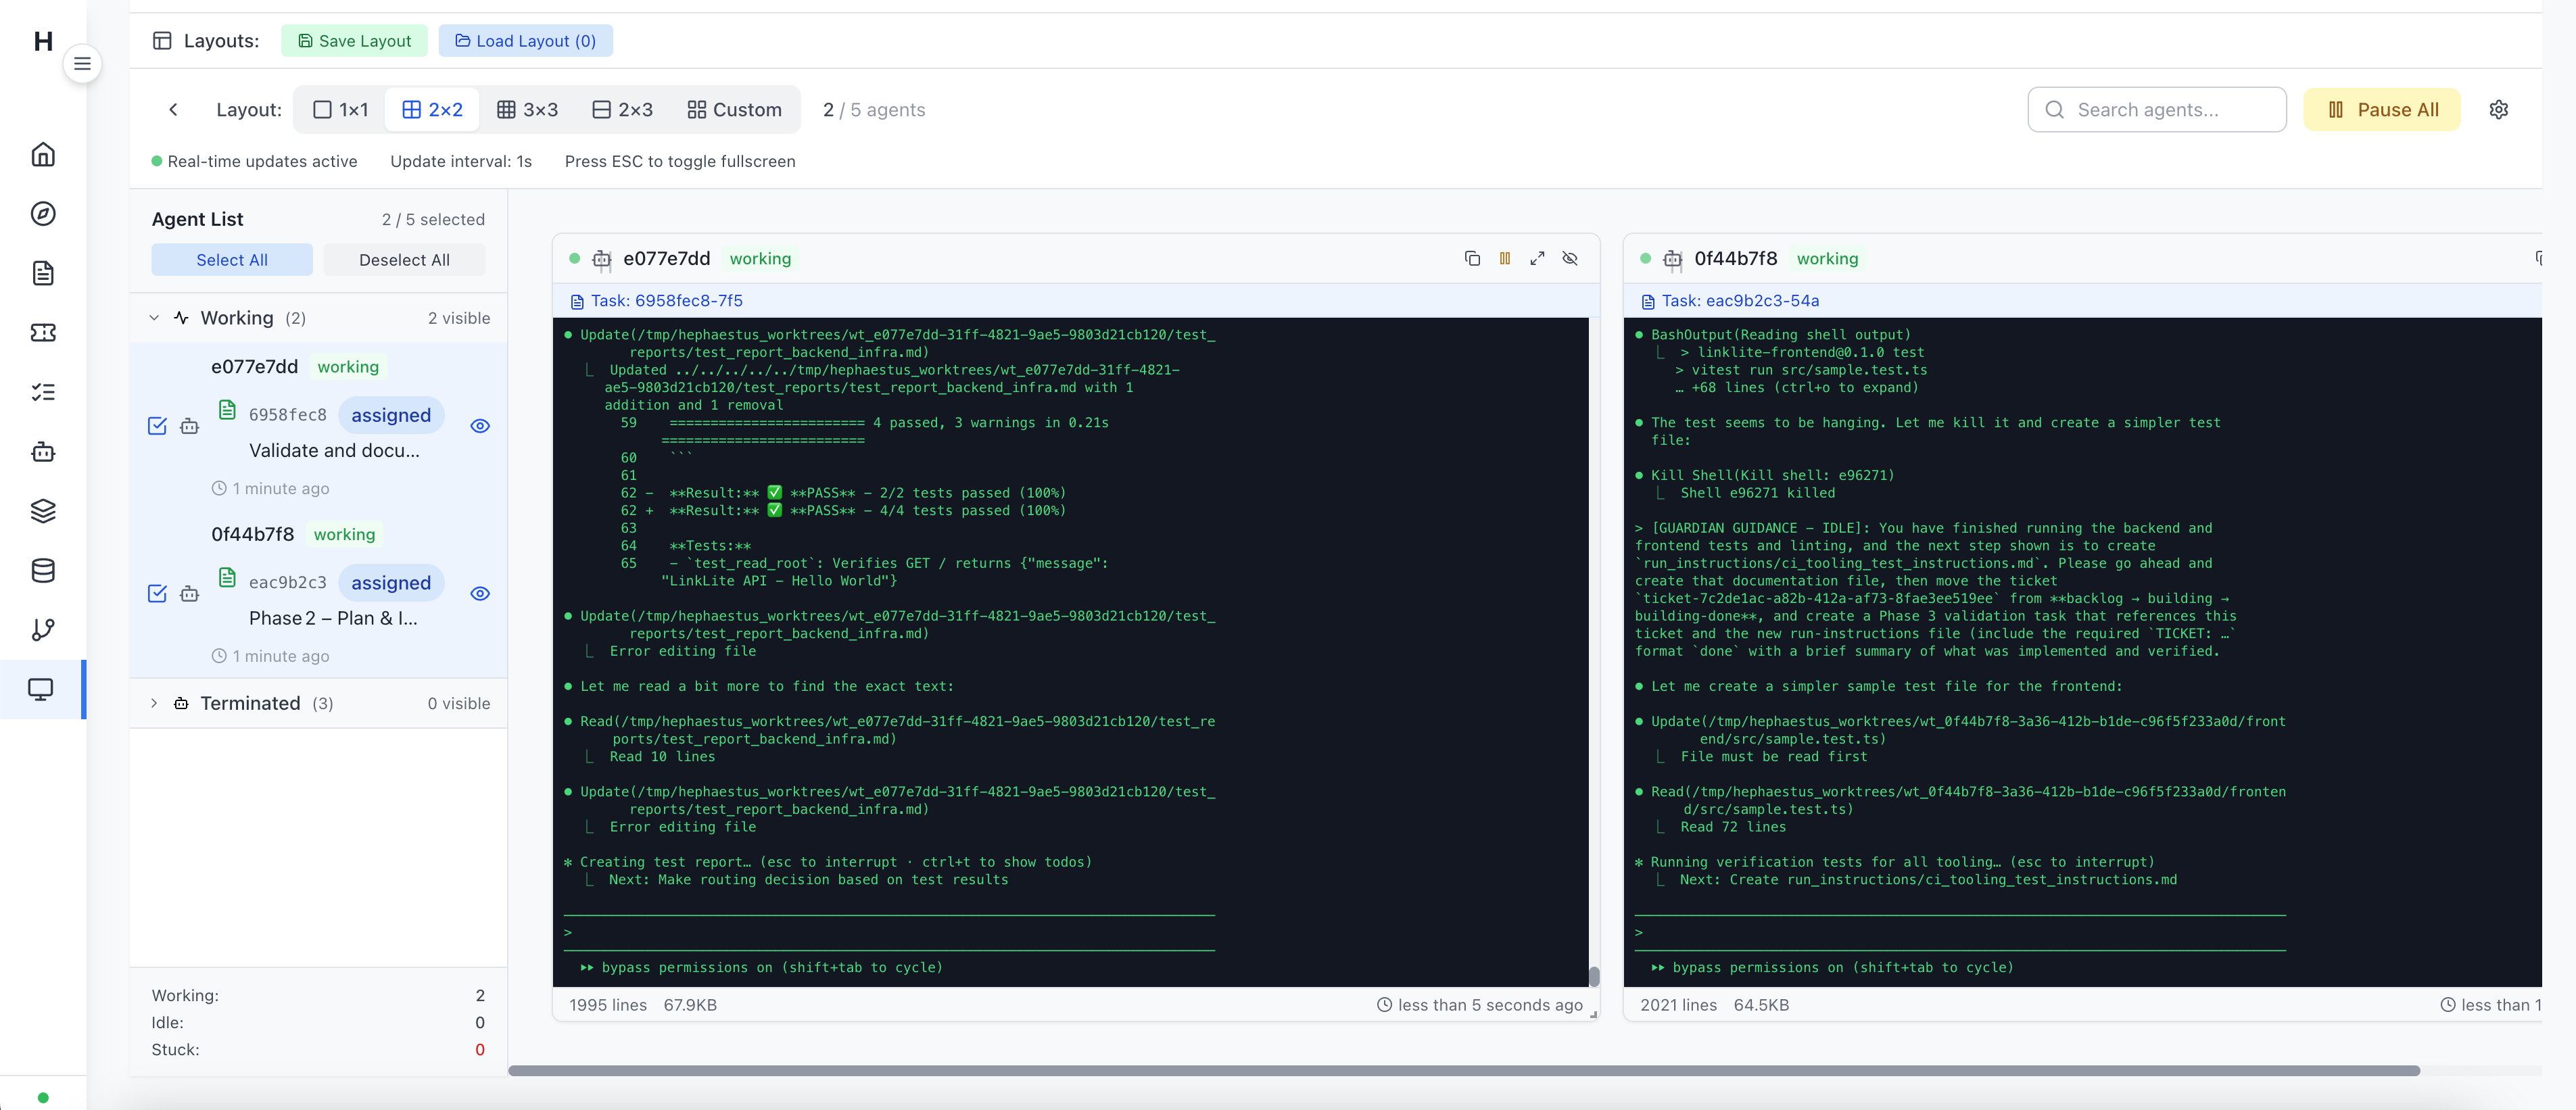 H
Layouts:
Save Layout
Load Layout (0)
Layout:
1×1
2×2
3×3
2×3
Custom
2 / 5 agents
Search agents...
Pause All
Real-time updates active
Update interval: 1s
Press ESC to toggle fullscreen
Agent List
2 / 5 selected
Select All
Deselect All
Working (2)
2 visible
e077e7dd working
6958fec8 assigned
Validate and docu...
1 minute ago
0f44b7f8 working
eac9b2c3 assigned
Phase 2 – Plan & I...
1 minute ago
Terminated (3)
0 visible
Working: 2
Idle: 0
Stuck: 0
e077e7dd working
Task: 6958fec8-7f5
● Update(/tmp/hephaestus_worktrees/wt_e077e7dd-31ff-4821-9ae5-9803d21cb120/test_
reports/test_report_backend_infra.md)
⎿ Updated ../../../../../tmp/hephaestus_worktrees/wt_e077e7dd-31ff-4821-
ae5-9803d21cb120/test_reports/test_report_backend_infra.md with 1
addition and 1 removal
59 ======================== 4 passed, 3 warnings in 0.21s
=========================
60 ```
61
62 - **Result:** ✅ **PASS** - 2/2 tests passed (100%)
62 + **Result:** ✅ **PASS** - 4/4 tests passed (100%)
63
64 **Tests:**
65 - `test_read_root`: Verifies GET / returns {"message":
"LinkLite API - Hello World"}
● Update(/tmp/hephaestus_worktrees/wt_e077e7dd-31ff-4821-9ae5-9803d21cb120/test_
reports/test_report_backend_infra.md)
⎿ Error editing file
● Let me read a bit more to find the exact text:
● Read(/tmp/hephaestus_worktrees/wt_e077e7dd-31ff-4821-9ae5-9803d21cb120/test_re
ports/test_report_backend_infra.md)
⎿ Read 10 lines
● Update(/tmp/hephaestus_worktrees/wt_e077e7dd-31ff-4821-9ae5-9803d21cb120/test_
reports/test_report_backend_infra.md)
⎿ Error editing file
✻ Creating test report… (esc to interrupt · ctrl+t to show todos)
⎿ Next: Make routing decision based on test results
>
⏵⏵ bypass permissions on (shift+tab to cycle)
1995 lines 67.9KB
less than 5 seconds ago
0f44b7f8 working
Task: eac9b2c3-54a
● BashOutput(Reading shell output)
⎿ > linklite-frontend@0.1.0 test
> vitest run src/sample.test.ts
… +68 lines (ctrl+o to expand)
● The test seems to be hanging. Let me kill it and create a simpler test
file:
● Kill Shell(Kill shell: e96271)
⎿ Shell e96271 killed
> [GUARDIAN GUIDANCE - IDLE]: You have finished running the backend and
frontend tests and linting, and the next step shown is to create
`run_instructions/ci_tooling_test_instructions.md`. Please go ahead and
create that documentation file, then move the ticket
`ticket-7c2de1ac-a82b-412a-af73-8fae3ee519ee` from **backlog → building →
building-done**, and create a Phase 3 validation task that references this
ticket and the new run-instructions file (include the required `TICKET: …`
format `done` with a brief summary of what was implemented and verified.
● Let me create a simpler sample test file for the frontend:
● Update(/tmp/hephaestus_worktrees/wt_0f44b7f8-3a36-412b-b1de-c96f5f233a0d/front
end/src/sample.test.ts)
⎿ File must be read first
● Read(/tmp/hephaestus_worktrees/wt_0f44b7f8-3a36-412b-b1de-c96f5f233a0d/fronten
d/src/sample.test.ts)
⎿ Read 72 lines
✻ Running verification tests for all tooling… (esc to interrupt)
⎿ Next: Create run_instructions/ci_tooling_test_instructions.md
>
⏵⏵ bypass permissions on (shift+tab to cycle)
2021 lines 64.5KB
less than 1